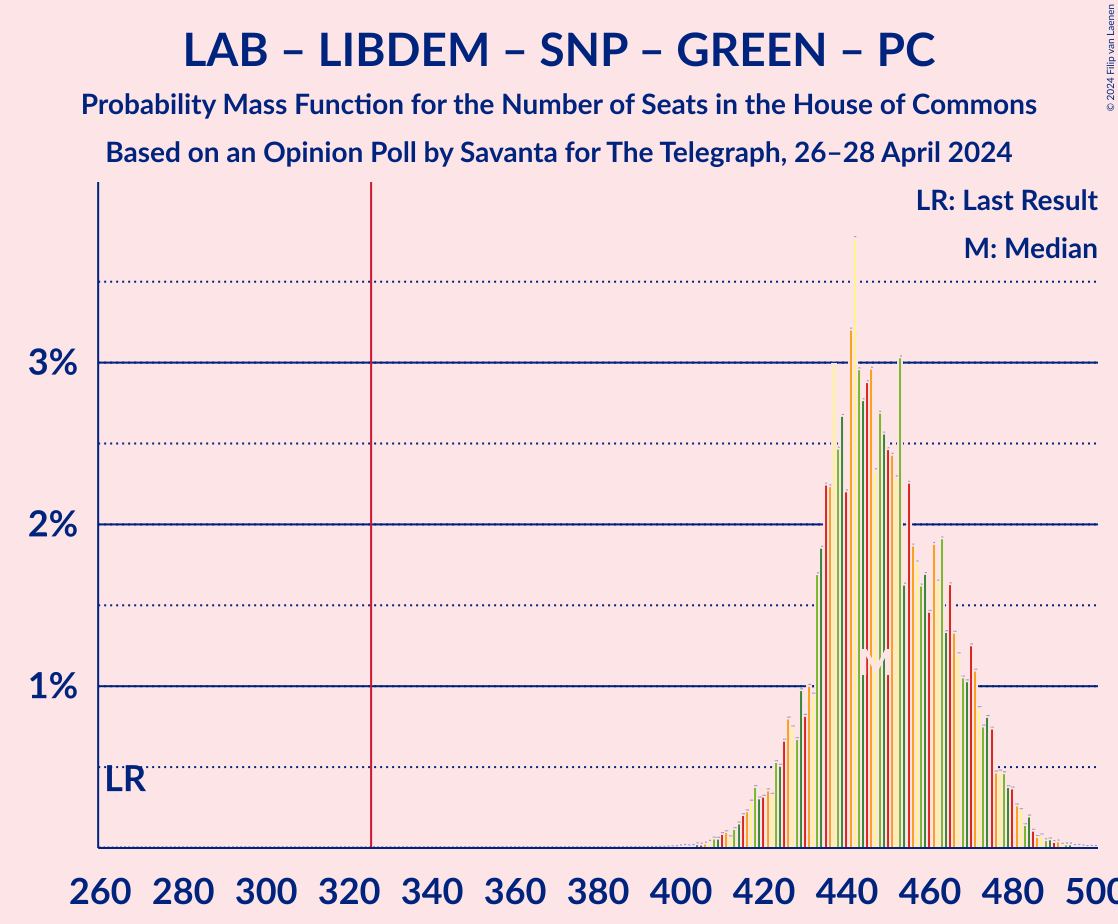 LAB – LIBDEM – SNP – GREEN – PC
Probability Mass Function for the Number of Seats in the House of Commons
Based on an Opinion Poll by Savanta for The Telegraph, 26–28 April 2024
© 2024 Filip van Laenen
LR: Last Result
M: Median
3%
2%
1%
M
LR
260 280 300 320 340 360 380 400 420 440 460 480 500